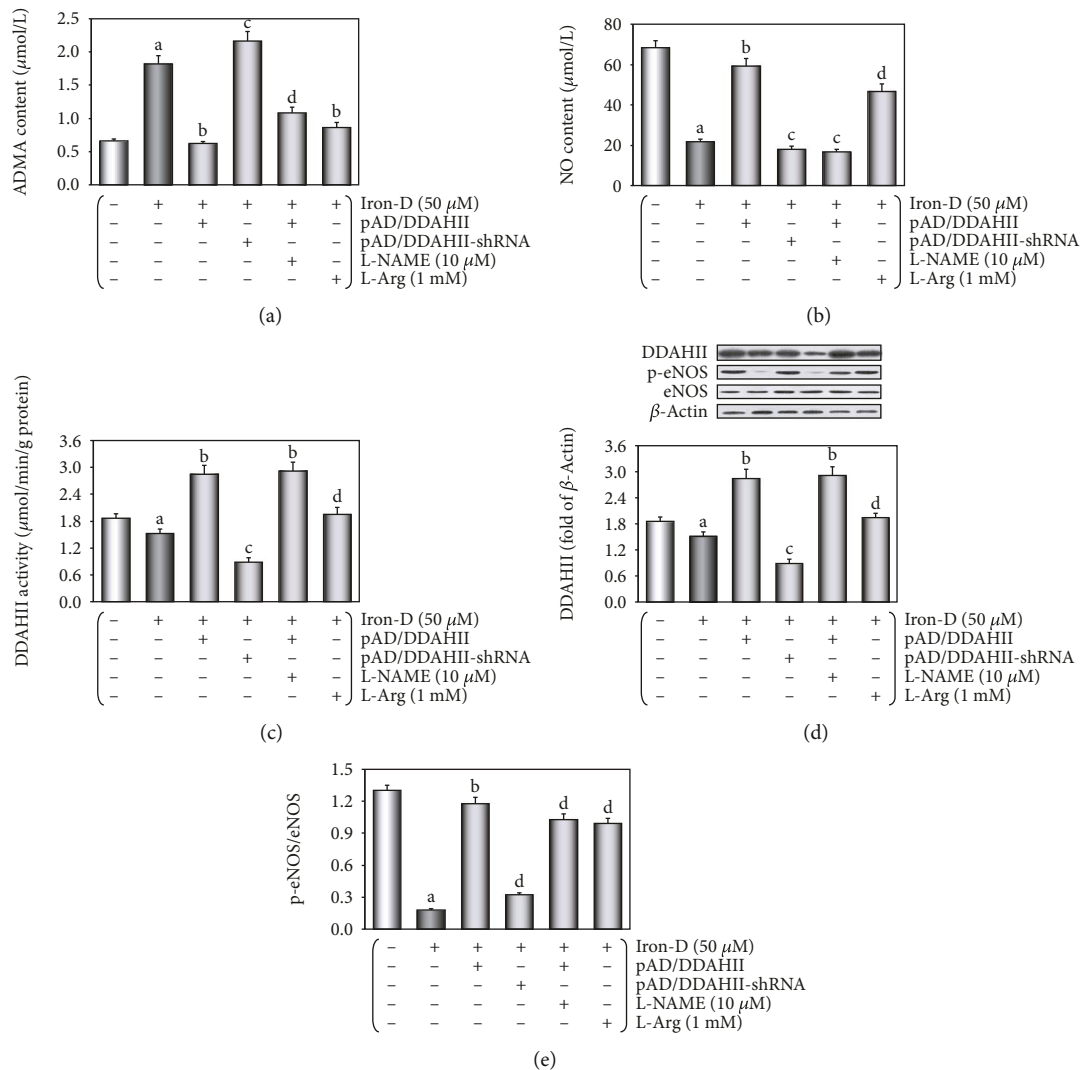 ADMA content (μmol/L)
2.5
2.0
1.5
1.0
0.5
0.0
a
b
c
d
b
– + + + + + Iron-D (50 μM)
– – + – + – pAD/DDAHII
– – – + – – pAD/DDAHII-shRNA
– – – – + – L-NAME (10 μM)
– – – – – + L-Arg (1 mM)
(a)
NO content (μmol/L)
80
60
40
20
0
a
b
c
c
d
– + + + + + Iron-D (50 μM)
– – + – + – pAD/DDAHII
– – – + – – pAD/DDAHII-shRNA
– – – – + – L-NAME (10 μM)
– – – – – + L-Arg (1 mM)
(b)
DDAHII activity (μmol/min/g protein)
3.6
3.0
2.4
1.8
1.2
0.6
0.0
a
b
c
b
d
– + + + + + Iron-D (50 μM)
– – + – + – pAD/DDAHII
– – – + – – pAD/DDAHII-shRNA
– – – – + – L-NAME (10 μM)
– – – – – + L-Arg (1 mM)
(c)
DDAHII
p-eNOS
eNOS
β-Actin
DDAHII (fold of β-Actin)
3.6
3.0
2.4
1.8
1.2
0.6
0.0
a
b
c
b
d
– + + + + + Iron-D (50 μM)
– – + – + – pAD/DDAHII
– – – + – – pAD/DDAHII-shRNA
– – – – + – L-NAME (10 μM)
– – – – – + L-Arg (1 mM)
(d)
p-eNOS/eNOS
1.5
1.2
0.9
0.6
0.3
0.0
a
b
d
d
d
– + + + + + Iron-D (50 μM)
– – + – + – pAD/DDAHII
– – – + – – pAD/DDAHII-shRNA
– – – – + – L-NAME (10 μM)
– – – – – + L-Arg (1 mM)
(e)